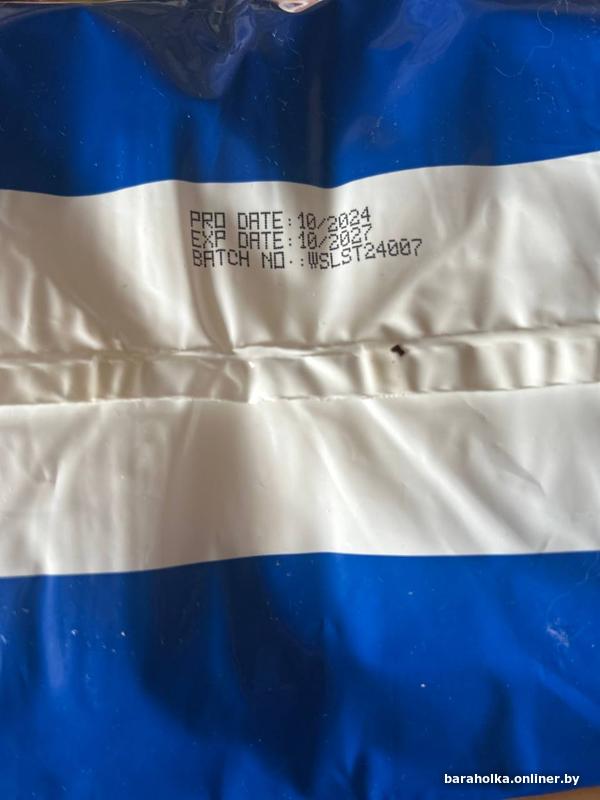 PRO DATE:10/2024
EXP DATE:10/2027
BATCH NO.:WSLST24007
baraholka.onliner.by